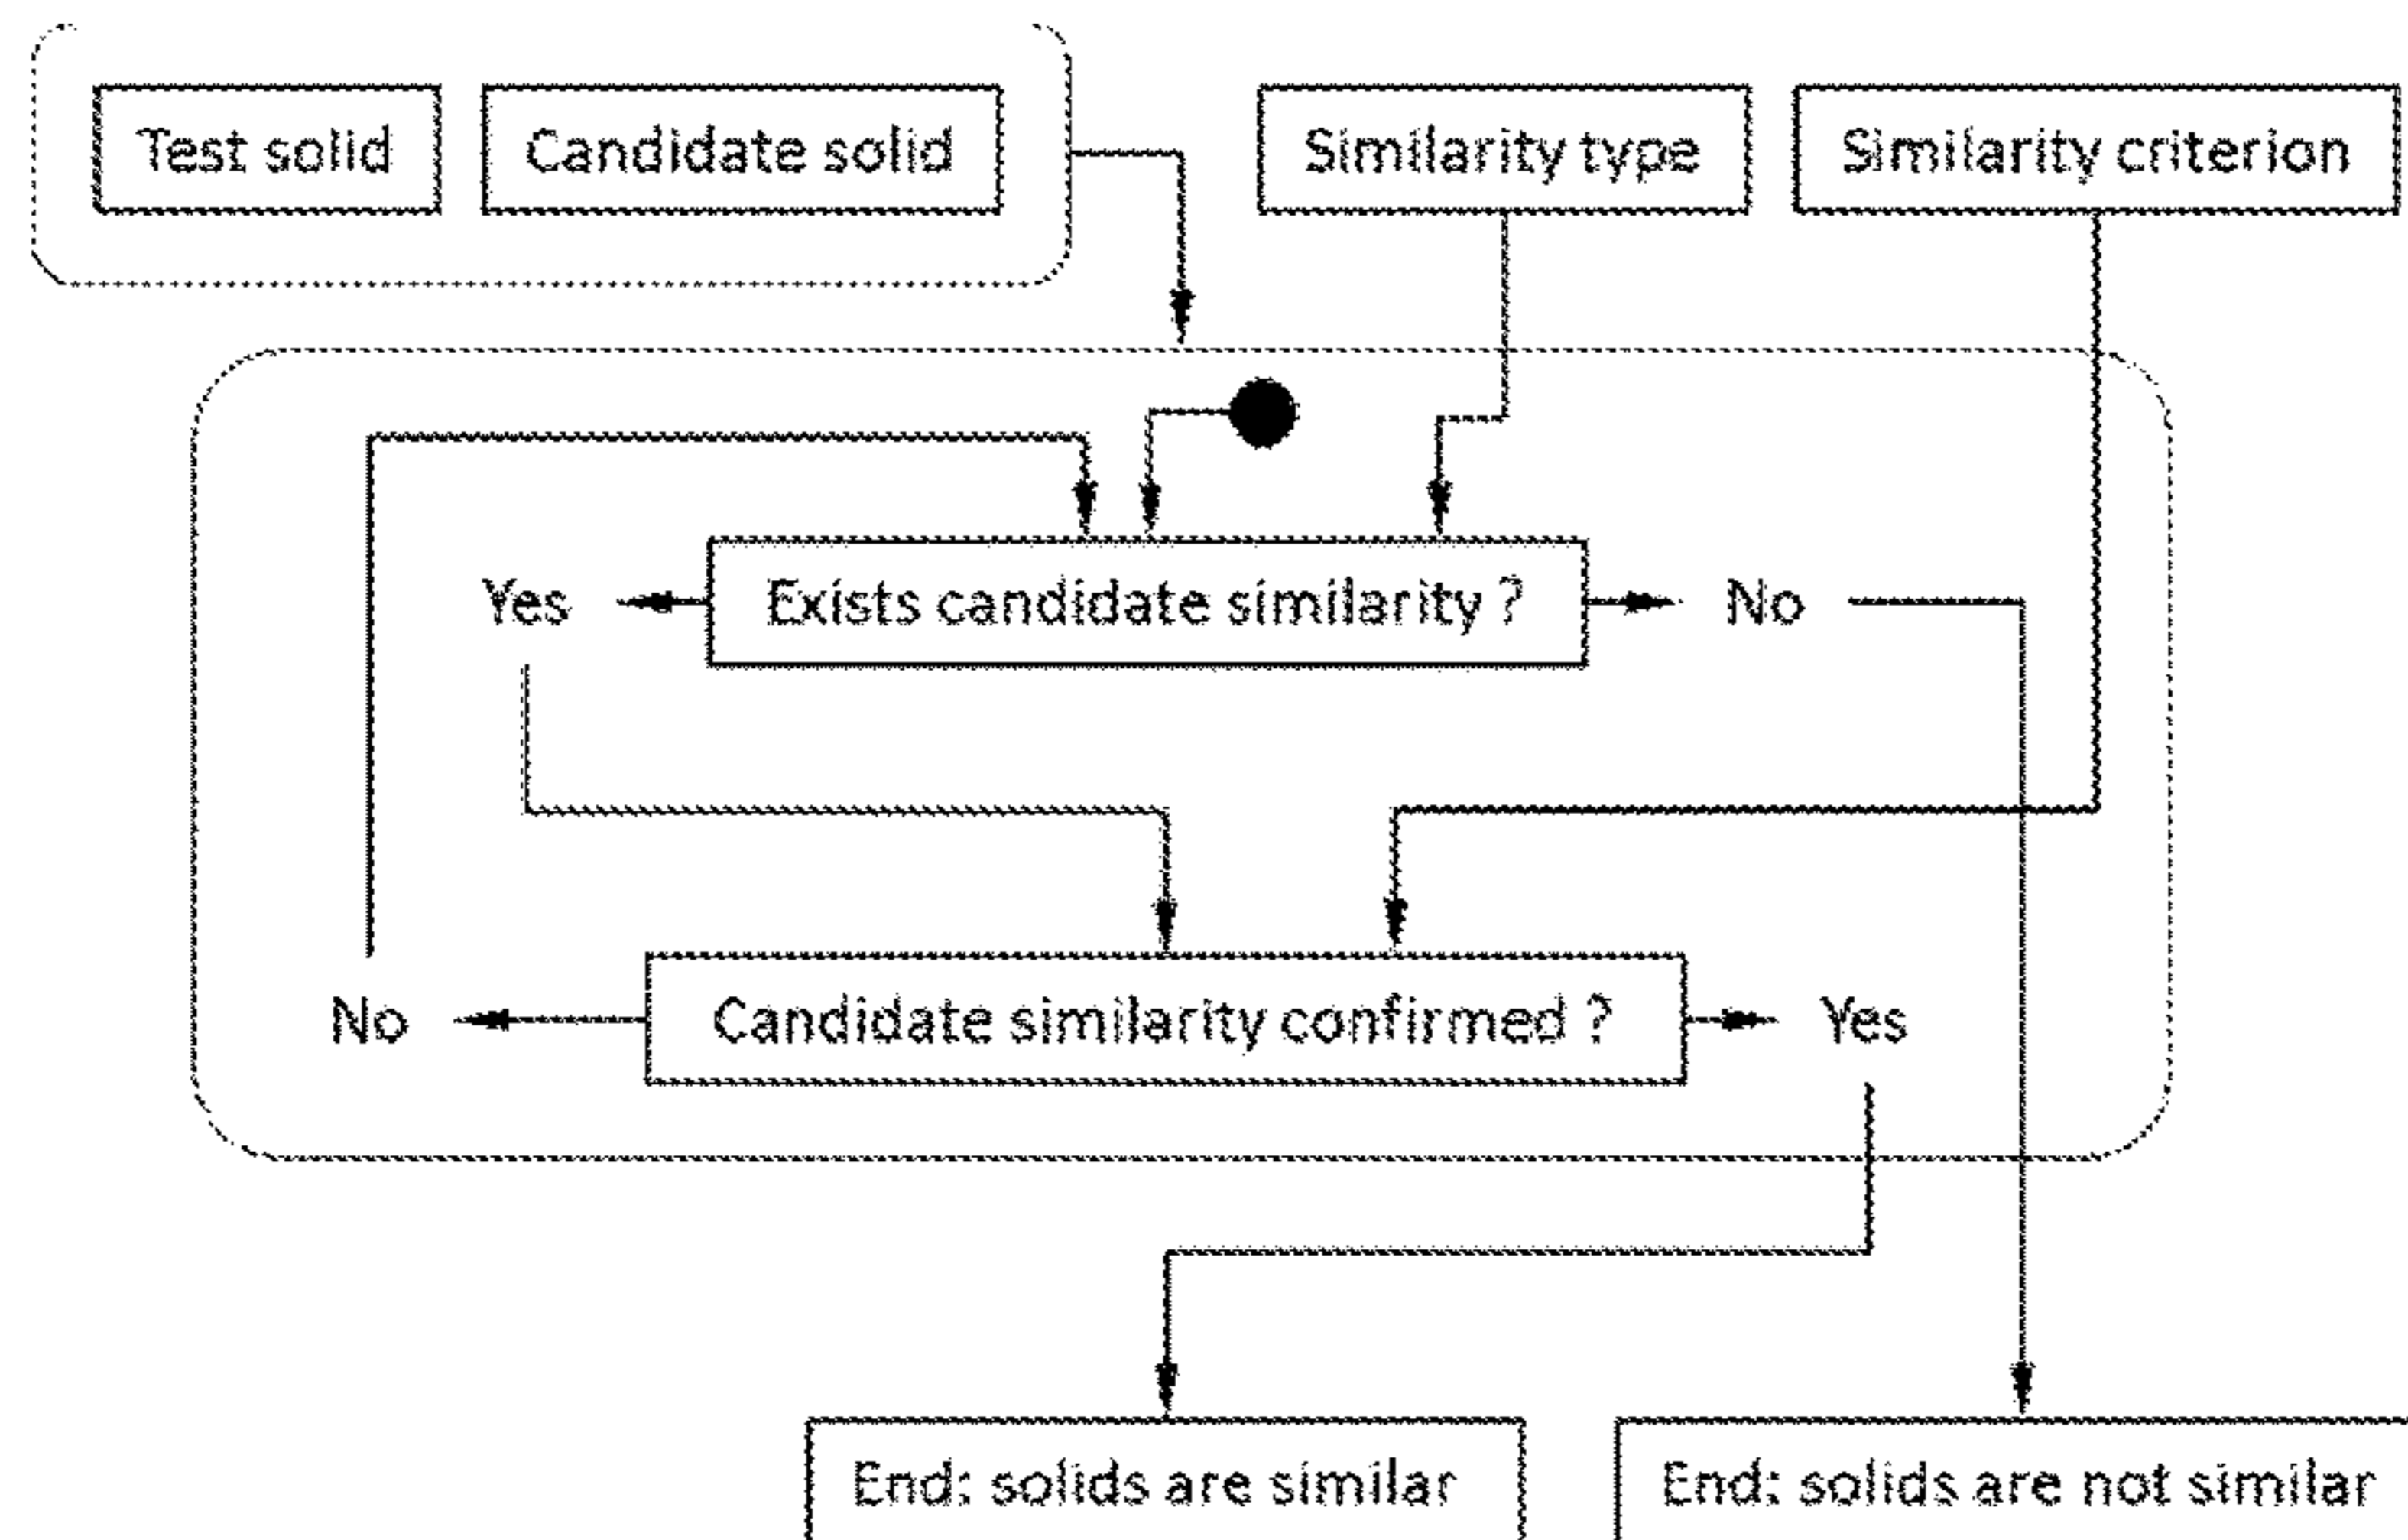 Test solid
Candidate solid
Similarity type
Similarity criterion
Yes
Exists candidate similarity ?
No
No
Candidate similarity confirmed ?
Yes
End: solids are similar
End: solids are not similar